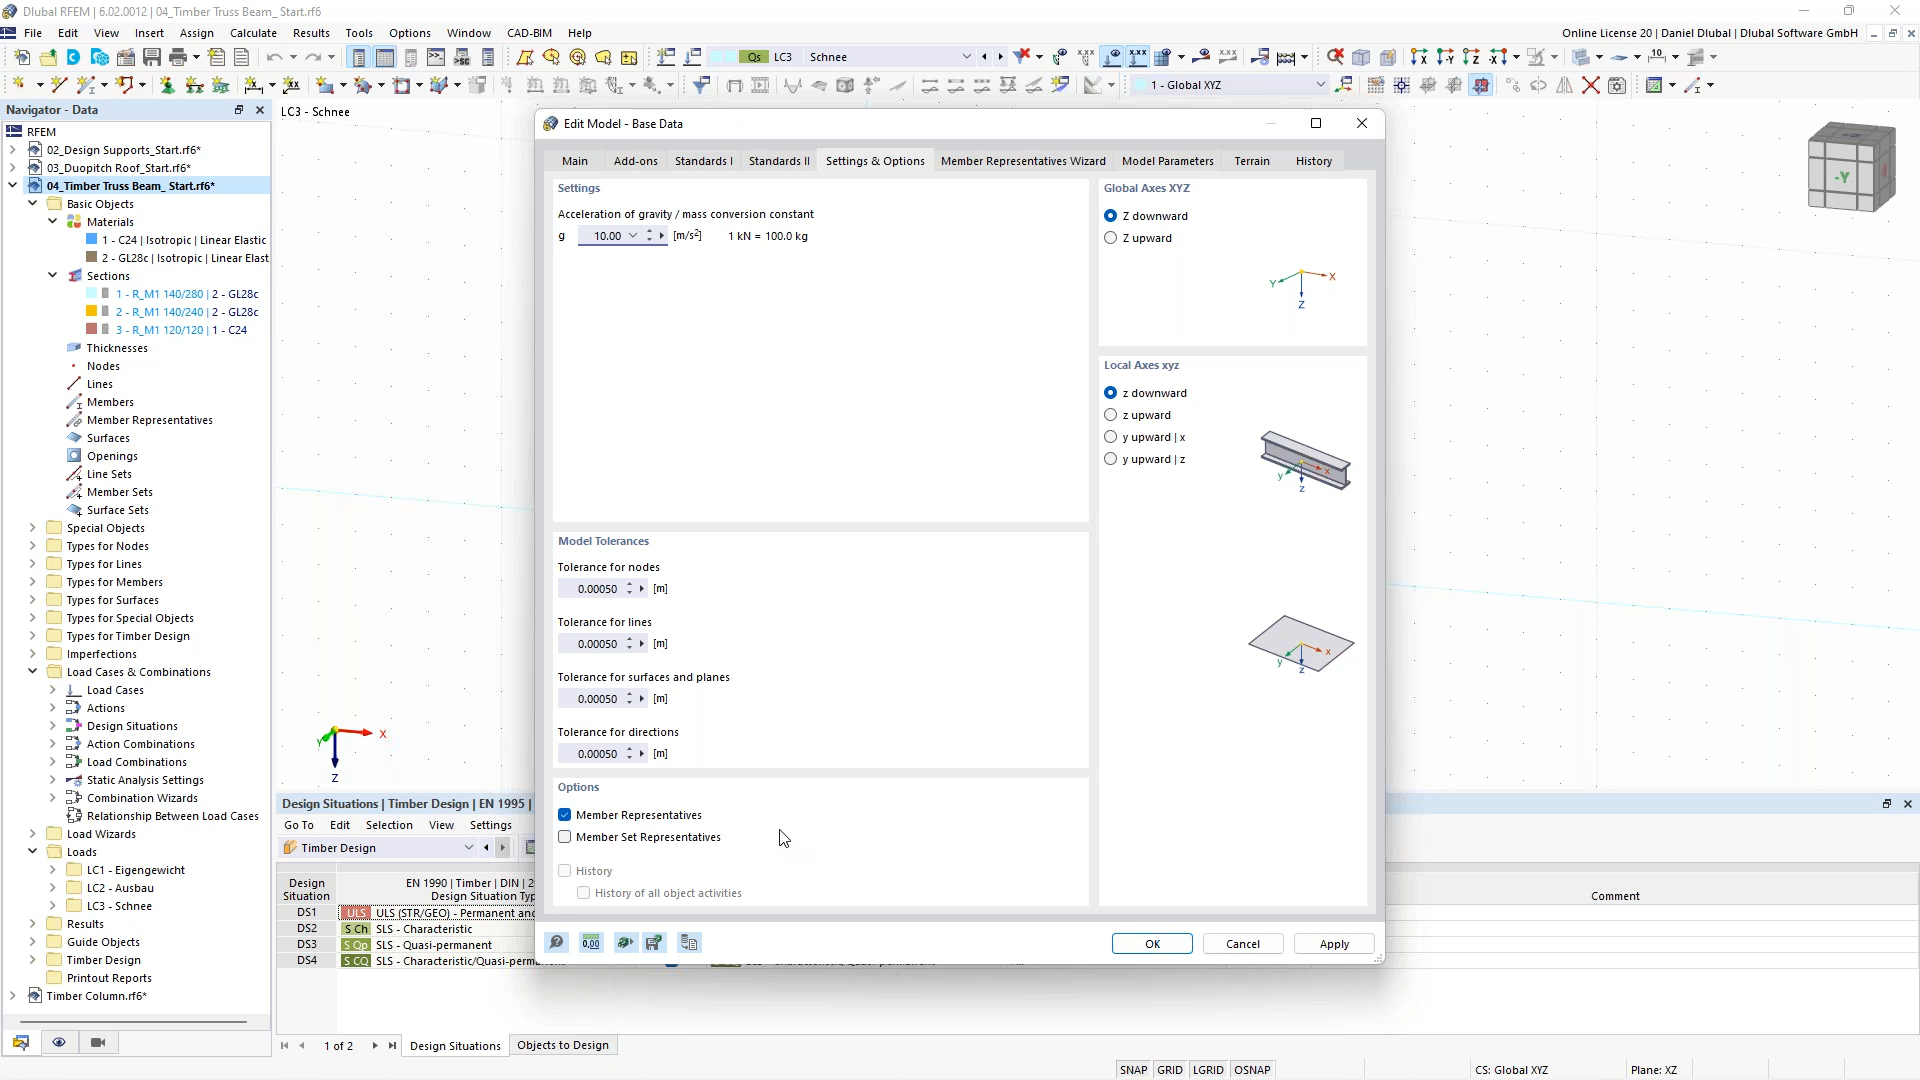 Dlubal RFEM | 6.02.0012 | 04_Timber Truss Beam_ Start.rf6*
File Edit View Insert Assign Calculate Results Tools Options Window CAD-BIM Help
Online License 20 | Daniel Dlubal | Dlubal Software GmbH
Qs LC3 Schnee
1 - Global XYZ
Navigator - Data
RFEM
02_Design Supports_Start.rf6*
03_Duopitch Roof_Start.rf6*
04_Timber Truss Beam_ Start.rf6*
Basic Objects
Materials
1 - C24 | Isotropic | Linear Elastic
2 - GL28c | Isotropic | Linear Elast
Sections
1 - R_M1 140/280 | 2 - GL28c
2 - R_M1 140/240 | 2 - GL28c
3 - R_M1 120/120 | 1 - C24
Thicknesses
Nodes
Lines
Members
Member Representatives
Surfaces
Openings
Line Sets
Member Sets
Surface Sets
Special Objects
Types for Nodes
Types for Lines
Types for Members
Types for Surfaces
Types for Special Objects
Types for Timber Design
Imperfections
Load Cases & Combinations
Load Cases
Actions
Design Situations
Action Combinations
Load Combinations
Static Analysis Settings
Combination Wizards
Relationship Between Load Cases
Load Wizards
Loads
LC1 - Eigengewicht
LC2 - Ausbau
LC3 - Schnee
Results
Guide Objects
Timber Design
Printout Reports
Timber Column.rf6*
LC3 - Schnee
-Y
X
Y
Z
Edit Model - Base Data
Main Add-ons Standards I Standards II Settings & Options Member Representatives Wizard Model Parameters Terrain History
Settings
Acceleration of gravity / mass conversion constant
g 10.00 [m/s2] 1 kN = 100.0 kg
Model Tolerances
Tolerance for nodes
0.00050 [m]
Tolerance for lines
0.00050 [m]
Tolerance for surfaces and planes
0.00050 [m]
Tolerance for directions
0.00050 [m]
Options
Member Representatives
Member Set Representatives
History
History of all object activities
Global Axes XYZ
Z downward
Z upward
Y X
Z
Local Axes xyz
z downward
z upward
y upward | x
y upward | z
y x
z
y x
z
OK Cancel Apply
Design Situations | Timber Design | EN 1995 |
Go To Edit Selection View Settings
Timber Design
Design
Situation
EN 1990 | Timber | DIN | 2
Design Situation Typ
Comment
DS1 ULS ULS (STR/GEO) - Permanent and
DS2 S Ch SLS - Characteristic
DS3 S Qp SLS - Quasi-permanent
DS4 S CQ SLS - Characteristic/Quasi-perm
1 of 2 Design Situations Objects to Design
SNAP GRID LGRID OSNAP CS: Global XYZ Plane: XZ